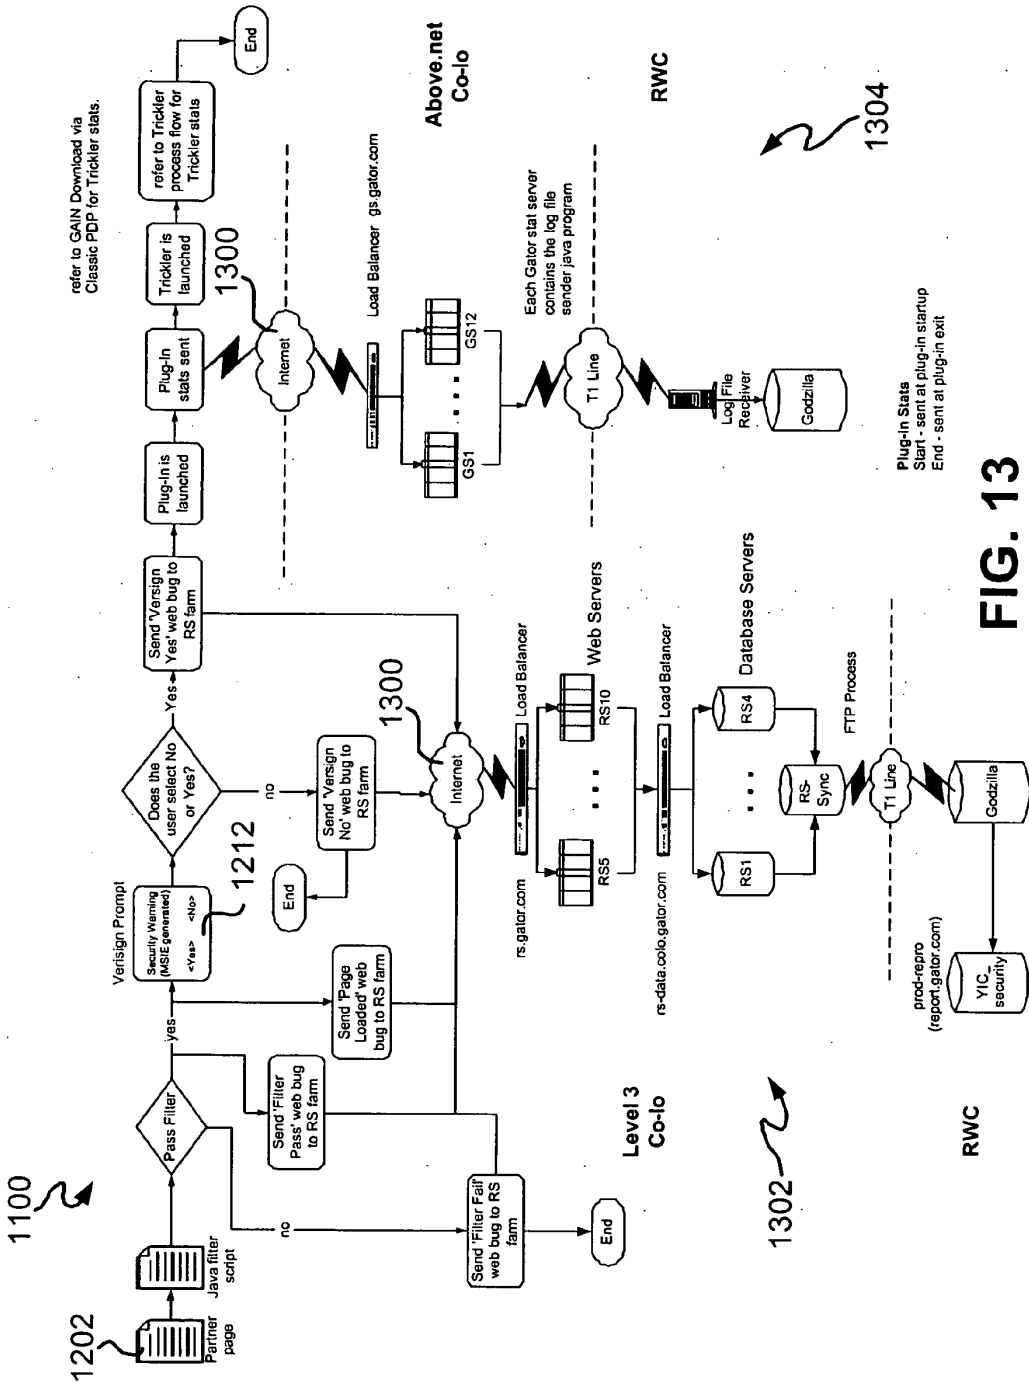 1100
1202
Partner
page
Java filter
script
Pass Filter
yes
no
Send 'Filter
Pass' web bug
to RS farm
Send 'Page
Loaded' web
bug to RS farm
Send 'Filter Fail'
web bug to RS
farm
End
Verisign Prompt
Security Warning
(MSIE generated)
<Yes> <No>
1212
Does the
user select No
or Yes?
Yes
no
Send 'Versign
No' web bug to
RS farm
End
Send 'Versign
Yes' web bug to
RS farm
Plug-In is
launched
Plug-In
stats sent
Trickler is
launched
refer to Trickler
process flow for
Trickler stats
End
refer to GAIN Download via
Classic PDP for Trickler stats.
1300
Internet
rs.gator.com
Load Balancer
RS5
RS10
Web Servers
rs-data.colo.gator.com
Load Balancer
RS1
RS4
Database Servers
RS-
Sync
FTP Process
T1 Line
Godzilla
prod-repro
(report.gator.com)
YIC_
security
Level 3
Co-lo
1302
RWC
1300
Internet
Load Balancer gs.gator.com
GS1
GS12
Above.net
Co-lo
Each Gator stat server
contains the log file
sender java program
T1 Line
RWC
Log File
Receiver
Godzilla
1304
Plug-In Stats
Start - sent at plug-in startup
End - sent at plug-in exit
FIG. 13